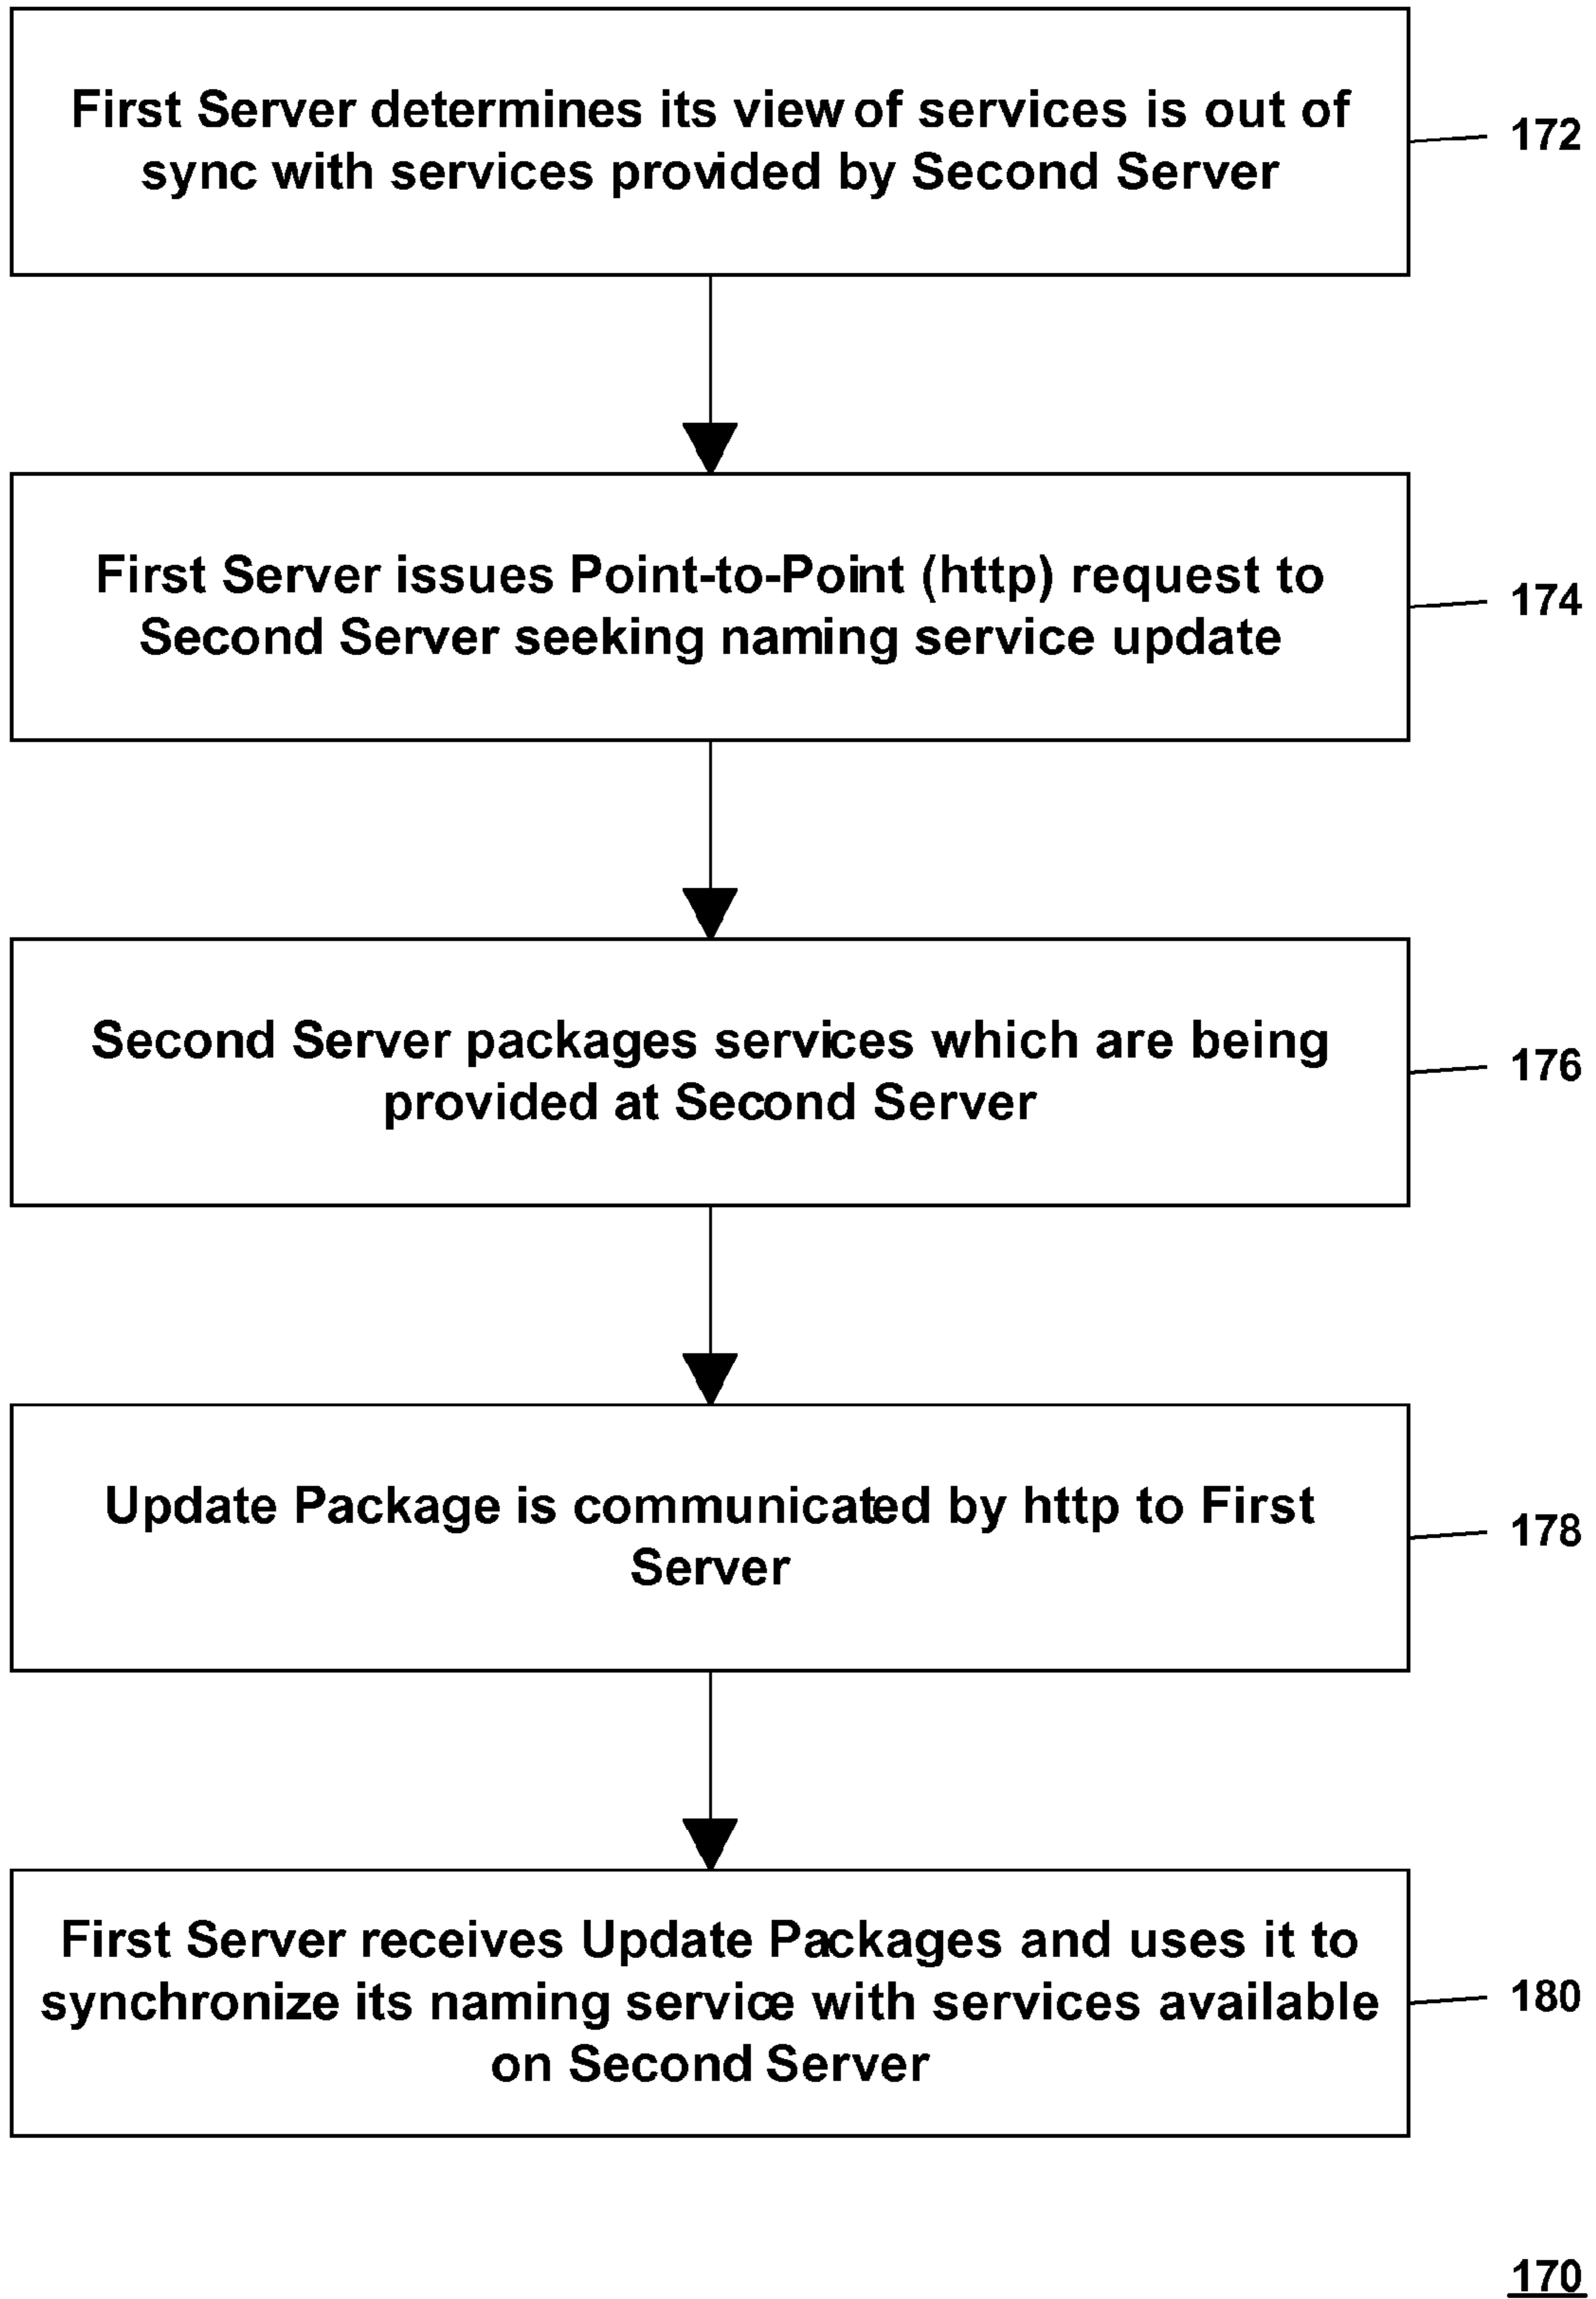 First Server determines its view of services is out of
sync with services provided by Second Server
172
First Server issues Point-to-Point (http) request to
Second Server seeking naming service update
174
Second Server packages services which are being
provided at Second Server
176
Update Package is communicated by http to First
Server
178
First Server receives Update Packages and uses it to
synchronize its naming service with services available
on Second Server
180
170